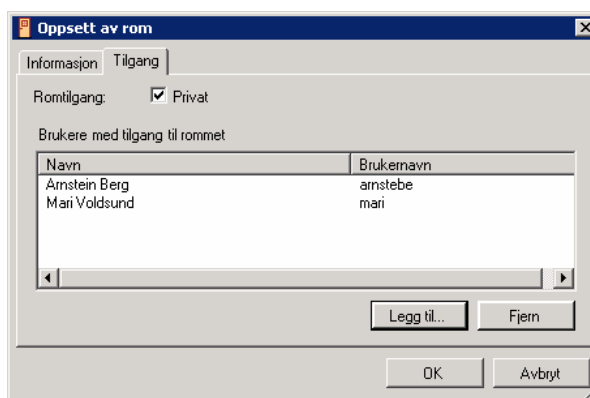 Oppsett av rom
Informasjon Tilgang
Romtilgang: Privat
Brukere med tilgang til rommet
Navn Brukernavn
Arnstein Berg arnstebe
Mari Voldsund mari
Legg til... Fjern
OK Avbryt